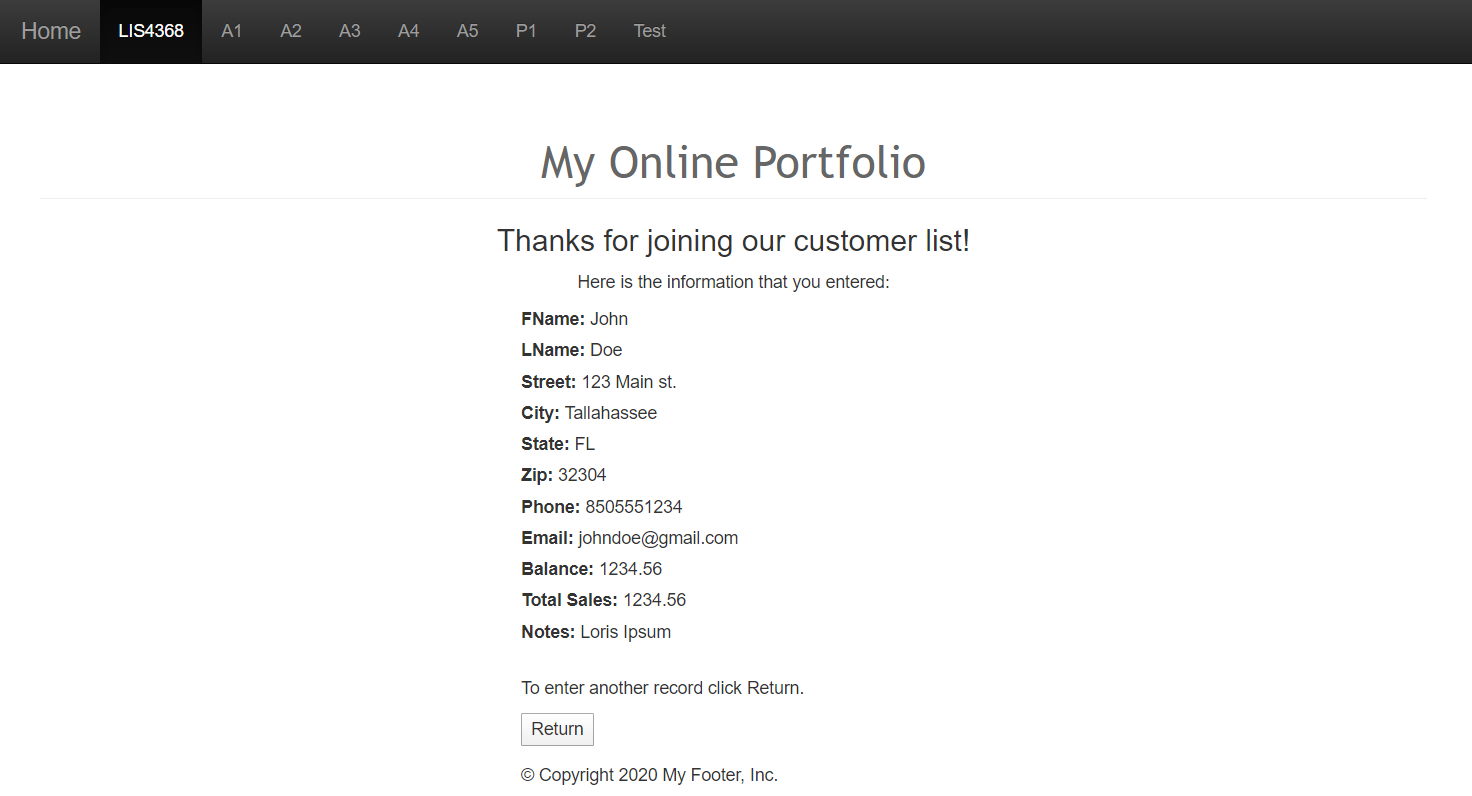 Home LIS4368 A1 A2 A3 A4 A5 P1 P2 Test
My Online Portfolio
Thanks for joining our customer list!
Here is the information that you entered:
FName: John
LName: Doe
Street: 123 Main st.
City: Tallahassee
State: FL
Zip: 32304
Phone: 8505551234
Email: johndoe@gmail.com
Balance: 1234.56
Total Sales: 1234.56
Notes: Loris Ipsum
To enter another record click Return.
Return
© Copyright 2020 My Footer, Inc.